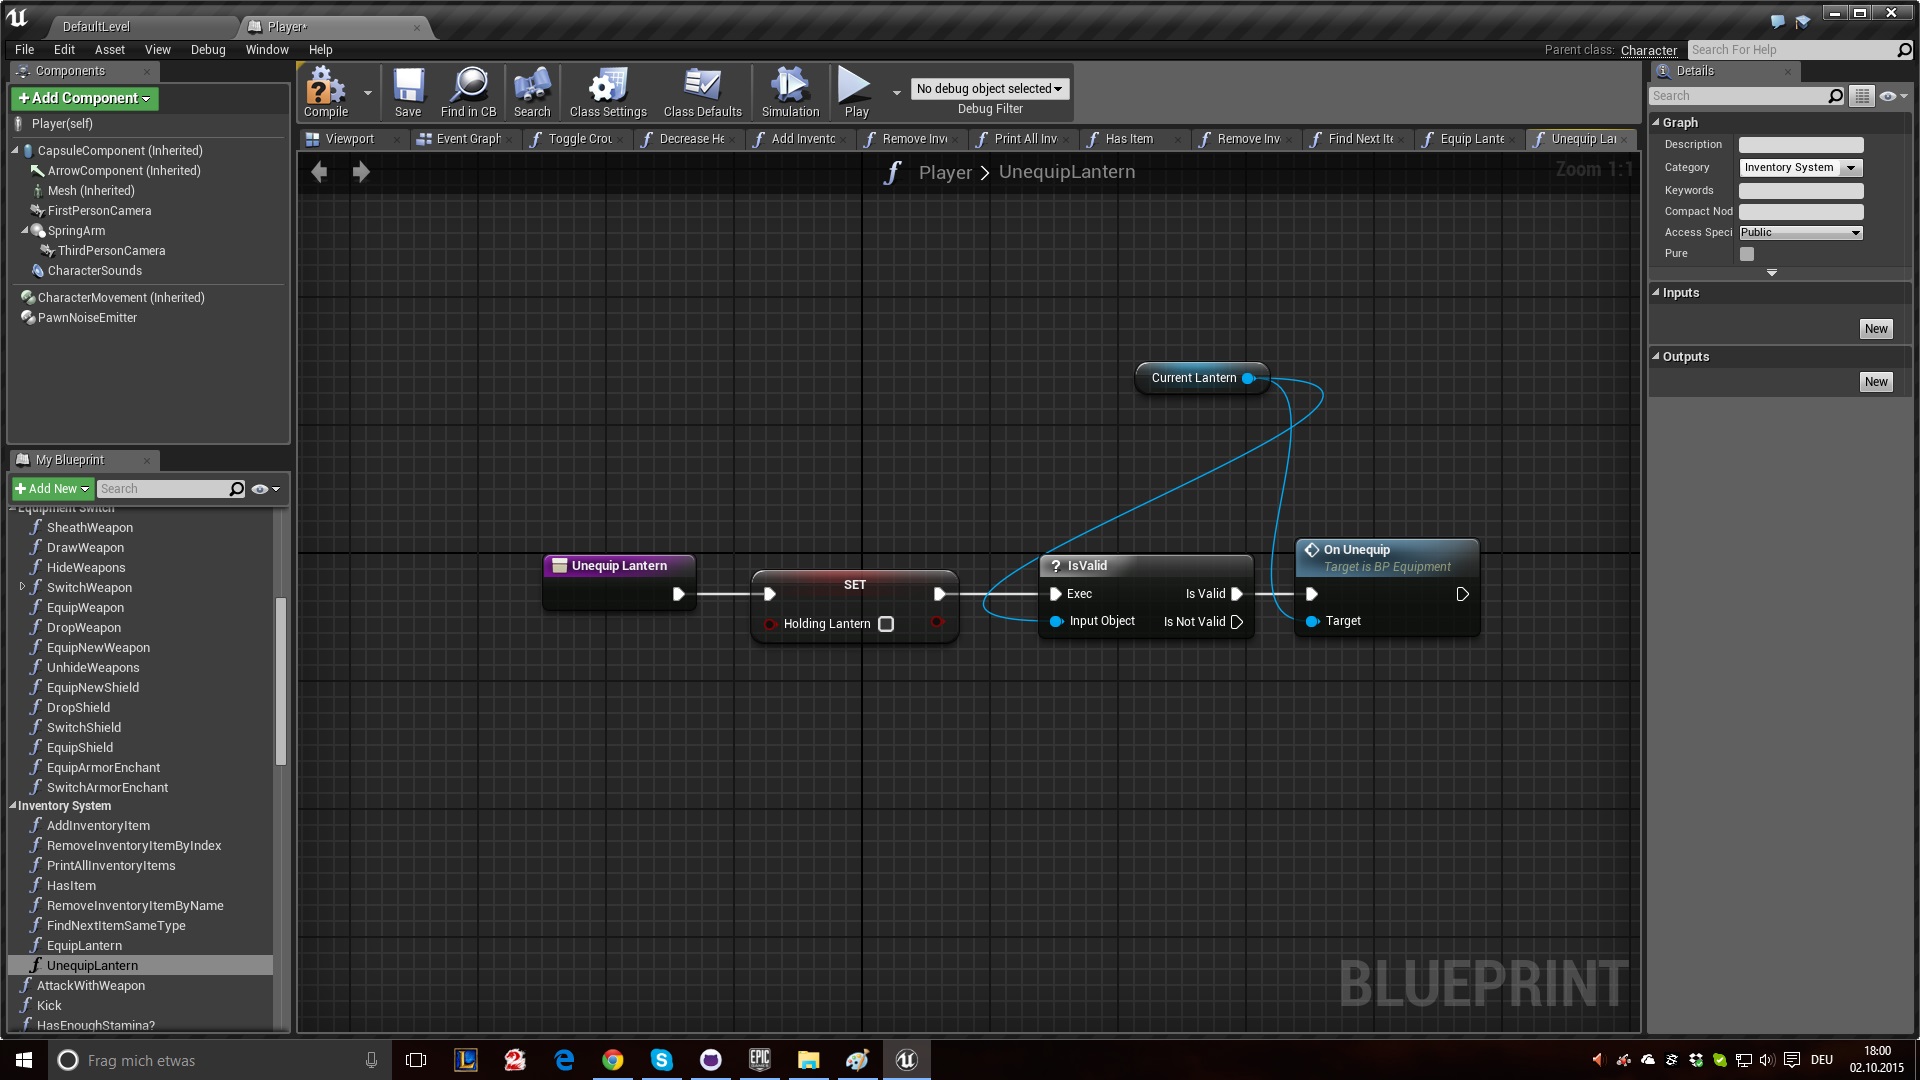 DefaultLevel
Player*
File Edit Asset View Debug Window Help
Parent class: Character
Search For Help
Components
+ Add Component
Player(self)
CapsuleComponent (Inherited)
ArrowComponent (Inherited)
Mesh (Inherited)
FirstPersonCamera
SpringArm
ThirdPersonCamera
CharacterSounds
CharacterMovement (Inherited)
PawnNoiseEmitter
Compile
Save
Find in CB
Search
Class Settings
Class Defaults
Simulation
Play
No debug object selected
Debug Filter
Viewport
Event Graph
Toggle Crou
Decrease He
Add Invento
Remove Inve
Print All Inv
Has Item
Remove Inv
Find Next Ite
Equip Lante
Unequip Lan
Player > UnequipLantern
Zoom 1:1
Current Lantern
Unequip Lantern
SET
Holding Lantern
? IsValid
Exec
Is Valid
Input Object
Is Not Valid
On Unequip
Target is BP Equipment
Target
BLUEPRINT
My Blueprint
+ Add New
Search
Equipment Switch
SheathWeapon
DrawWeapon
HideWeapons
SwitchWeapon
EquipWeapon
DropWeapon
EquipNewWeapon
UnhideWeapons
EquipNewShield
DropShield
SwitchShield
EquipShield
EquipArmorEnchant
SwitchArmorEnchant
Inventory System
AddInventoryItem
RemoveInventoryItemByIndex
PrintAllInventoryItems
HasItem
RemoveInventoryItemByName
FindNextItemSameType
EquipLantern
UnequipLantern
AttackWithWeapon
Kick
HasEnoughStamina?
Details
Search
Graph
Description
Category
Inventory System
Keywords
Compact Nod
Access Speci
Public
Pure
Inputs
New
Outputs
New
Frag mich etwas
EPIC
DEU
18:00
02.10.2015